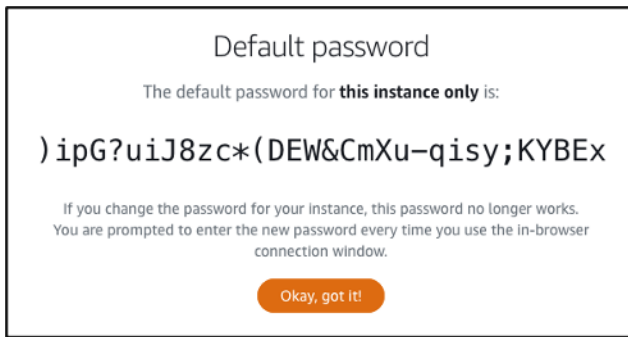 Default password
The default password for this instance only is:
)ipG?uiJ8zc*(DEW&CmXu-qisy;KYBEx
If you change the password for your instance, this password no longer works.
You are prompted to enter the new password every time you use the in-browser
connection window.
Okay, got it!